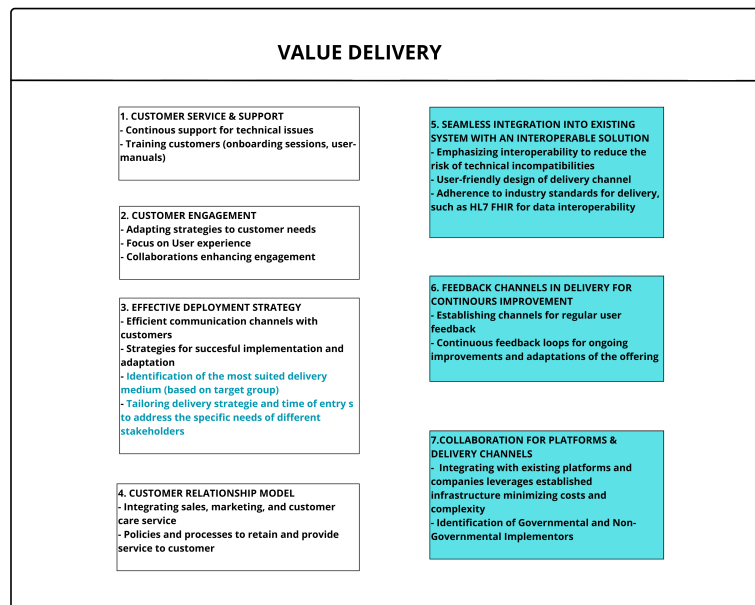 VALUE DELIVERY
1. CUSTOMER SERVICE & SUPPORT
- Continous support for technical issues
- Training customers (onboarding sessions, user-
manuals)
2. CUSTOMER ENGAGEMENT
- Adapting strategies to customer needs
- Focus on User experience
- Collaborations enhancing engagement
3. EFFECTIVE DEPLOYMENT STRATEGY
- Efficient communication channels with
customers
- Strategies for succesful implementation and
adaptation
- Identification of the most suited delivery
medium (based on target group)
- Tailoring delivery strategie and time of entry s
to address the specific needs of different
stakeholders
4. CUSTOMER RELATIONSHIP MODEL
- Integrating sales, marketing, and customer
care service
- Policies and processes to retain and provide
service to customer
5. SEAMLESS INTEGRATION INTO EXISTING
SYSTEM WITH AN INTEROPERABLE SOLUTION
- Emphasizing interoperability to reduce the
risk of technical incompatibilities
- User-friendly design of delivery channel
- Adherence to industry standards for delivery,
such as HL7 FHIR for data interoperability
6. FEEDBACK CHANNELS IN DELIVERY FOR
CONTINOURS IMPROVEMENT
- Establishing channels for regular user
feedback
- Continuous feedback loops for ongoing
improvements and adaptations of the offering
7.COLLABORATION FOR PLATFORMS &
DELIVERY CHANNELS
- Integrating with existing platforms and
companies leverages established
infrastructure minimizing costs and
complexity
- Identification of Governmental and Non-
Governmental Implementors